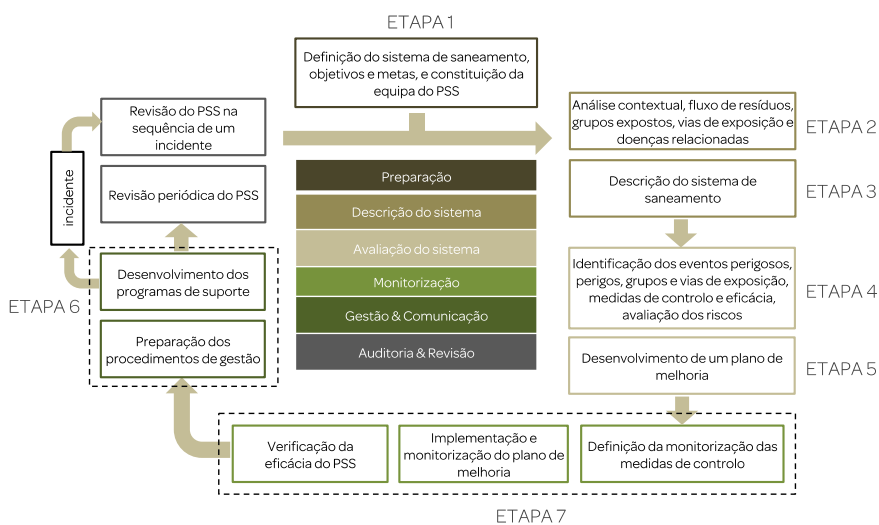 ETAPA 1
Definição do sistema de saneamento,
objetivos e metas, e constituição da
equipa do PSS
Análise contextual, fluxo de resíduos,
grupos expostos, vias de exposição e
doenças relacionadas
ETAPA 2
Descrição do sistema de
saneamento
ETAPA 3
Identificação dos eventos perigosos,
perigos, grupos e vias de exposição,
medidas de controlo e eficácia,
avaliação dos riscos
ETAPA 4
Desenvolvimento de um plano de
melhoria
ETAPA 5
Definição da monitorização das
medidas de controlo
Implementação e
monitorização do plano de
melhoria
Verificação da
eficácia do PSS
ETAPA 7
Preparação dos
procedimentos de gestão
Desenvolvimento dos
programas de suporte
ETAPA 6
incidente
Revisão periódica do PSS
Revisão do PSS na
sequência de um
incidente
Preparação
Descrição do sistema
Avaliação do sistema
Monitorização
Gestão & Comunicação
Auditoria & Revisão